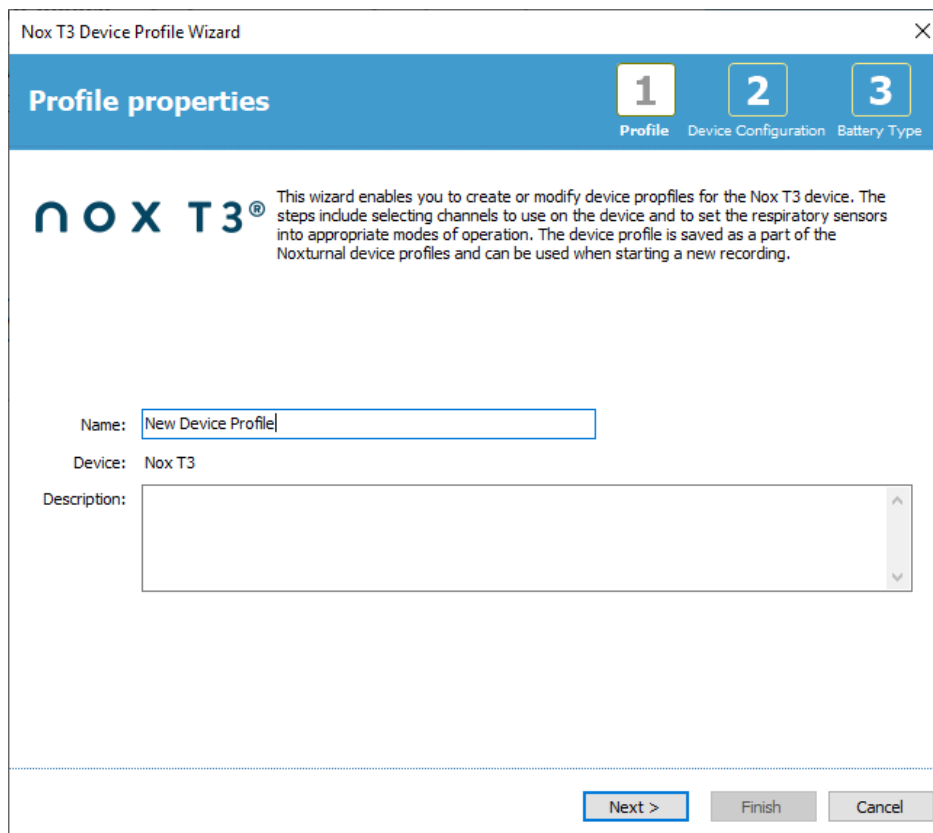 Nox T3 Device Profile Wizard
Profile properties
1
2
3
Profile
Device Configuration
Battery Type
nox T3®
This wizard enables you to create or modify device propfiles for the Nox T3 device. The
steps include selecting channels to use on the device and to set the respiratory sensors
into appropriate modes of operation. The device profile is saved as a part of the
Noxturnal device profiles and can be used when starting a new recording.
Name: New Device Profile
Device: Nox T3
Description:
Next >
Finish
Cancel